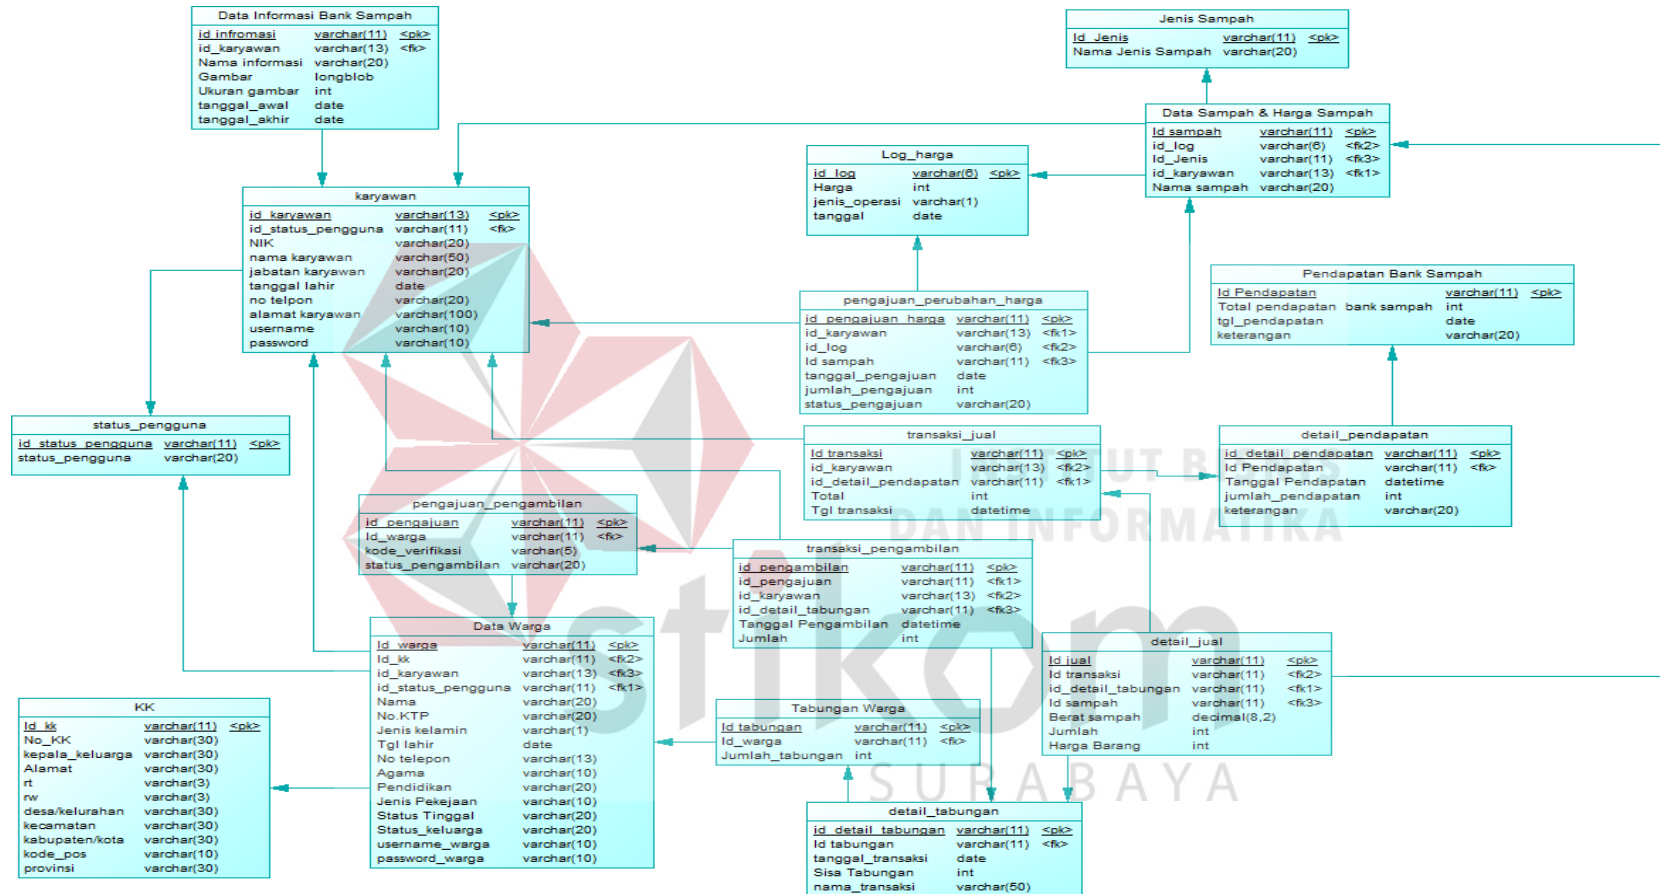 Data Informasi Bank Sampah
id infromasi varchar(11) <pk>
id_karyawan varchar(13) <fk>
Nama informasi varchar(20)
Gambar longblob
Ukuran gambar int
tanggal_awal date
tanggal_akhir date
Jenis Sampah
Id_Jenis varchar(11) <pk>
Nama Jenis Sampah varchar(20)
Data Sampah & Harga Sampah
Id sampah varchar(11) <pk>
id_log varchar(6) <fk2>
Id_Jenis varchar(11) <fk3>
id_karyawan varchar(13) <fk1>
Nama sampah varchar(20)
Log_harga
id_log varchar(6) <pk>
Harga int
jenis_operasi varchar(1)
tanggal date
karyawan
id_karyawan varchar(13) <pk>
id_status_pengguna varchar(11) <fk>
NIK varchar(20)
nama karyawan varchar(50)
jabatan karyawan varchar(20)
tanggal lahir date
no telpon varchar(20)
alamat karyawan varchar(100)
username varchar(10)
password varchar(10)
pengajuan_perubahan_harga
id_pengajuan_harga varchar(11) <pk>
id_karyawan varchar(13) <fk1>
id_log varchar(6) <fk2>
Id sampah varchar(11) <fk3>
tanggal_pengajuan date
jumlah_pengajuan int
status_pengajuan varchar(20)
Pendapatan Bank Sampah
Id Pendapatan varchar(11) <pk>
Total pendapatan bank sampah int
tgl_pendapatan date
keterangan varchar(20)
status_pengguna
id_status_pengguna varchar(11) <pk>
status_pengguna varchar(20)
transaksi_jual
Id transaksi varchar(11) <pk>
id_karyawan varchar(13) <fk2>
id_detail_pendapatan varchar(11) <fk1>
Total int
Tgl transaksi datetime
detail_pendapatan
id_detail_pendapatan varchar(11) <pk>
Id Pendapatan varchar(11) <fk>
Tanggal Pendapatan datetime
jumlah_pendapatan int
keterangan varchar(20)
pengajuan_pengambilan
id_pengajuan varchar(11) <pk>
Id_warga varchar(11) <fk>
kode_verifikasi varchar(5)
status_pengambilan varchar(20)
transaksi_pengambilan
id_pengambilan varchar(11) <pk>
id_pengajuan varchar(11) <fk1>
id_karyawan varchar(13) <fk2>
id_detail_tabungan varchar(11) <fk3>
Tanggal Pengambilan datetime
Jumlah int
Data Warga
Id_warga varchar(11) <pk>
Id_kk varchar(11) <fk2>
id_karyawan varchar(13) <fk3>
id_status_pengguna varchar(11) <fk1>
Nama varchar(20)
No.KTP varchar(20)
Jenis kelamin varchar(1)
Tgl lahir date
No telepon varchar(13)
Agama varchar(10)
Pendidikan varchar(20)
Jenis Pekejaan varchar(10)
Status Tinggal varchar(20)
Status_keluarga varchar(20)
username_warga varchar(10)
password_warga varchar(10)
detail_jual
Id jual varchar(11) <pk>
Id transaksi varchar(11) <fk2>
id_detail_tabungan varchar(11) <fk1>
Id sampah varchar(11) <fk3>
Berat sampah decimal(8,2)
Jumlah int
Harga Barang int
KK
Id_kk varchar(11) <pk>
No_KK varchar(30)
kepala_keluarga varchar(30)
Alamat varchar(30)
rt varchar(3)
rw varchar(3)
desa/kelurahan varchar(30)
kecamatan varchar(30)
kabupaten/kota varchar(30)
kode_pos varchar(10)
provinsi varchar(30)
Tabungan Warga
Id tabungan varchar(11) <pk>
Id_warga varchar(11) <fk>
Jumlah_tabungan int
detail_tabungan
id_detail_tabungan varchar(11) <pk>
Id tabungan varchar(11) <fk>
tanggal_transaksi date
Sisa Tabungan int
nama_transaksi varchar(50)
INSTITUT BISNIS
DAN INFORMATIKA
stikom
SURABAYA